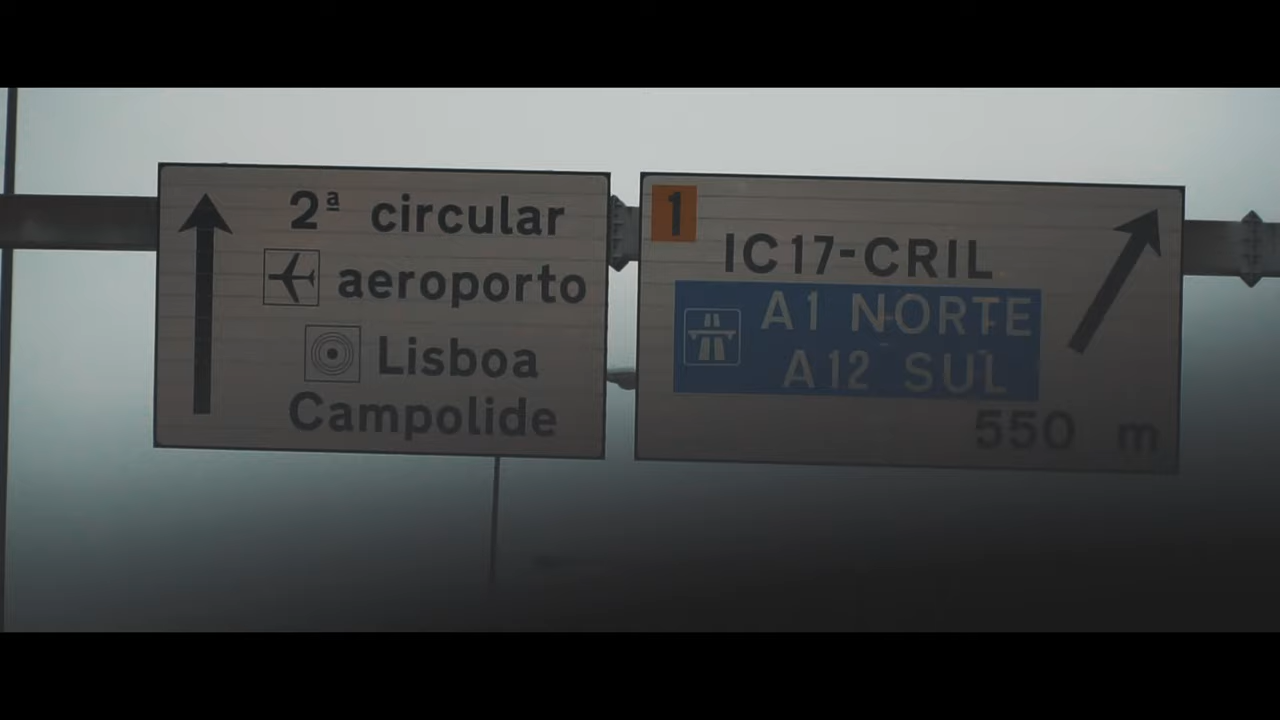 2ª circular
aeroporto
Lisboa
Campolide
1
IC17-CRIL
A1 NORTE
A12 SUL
550 m